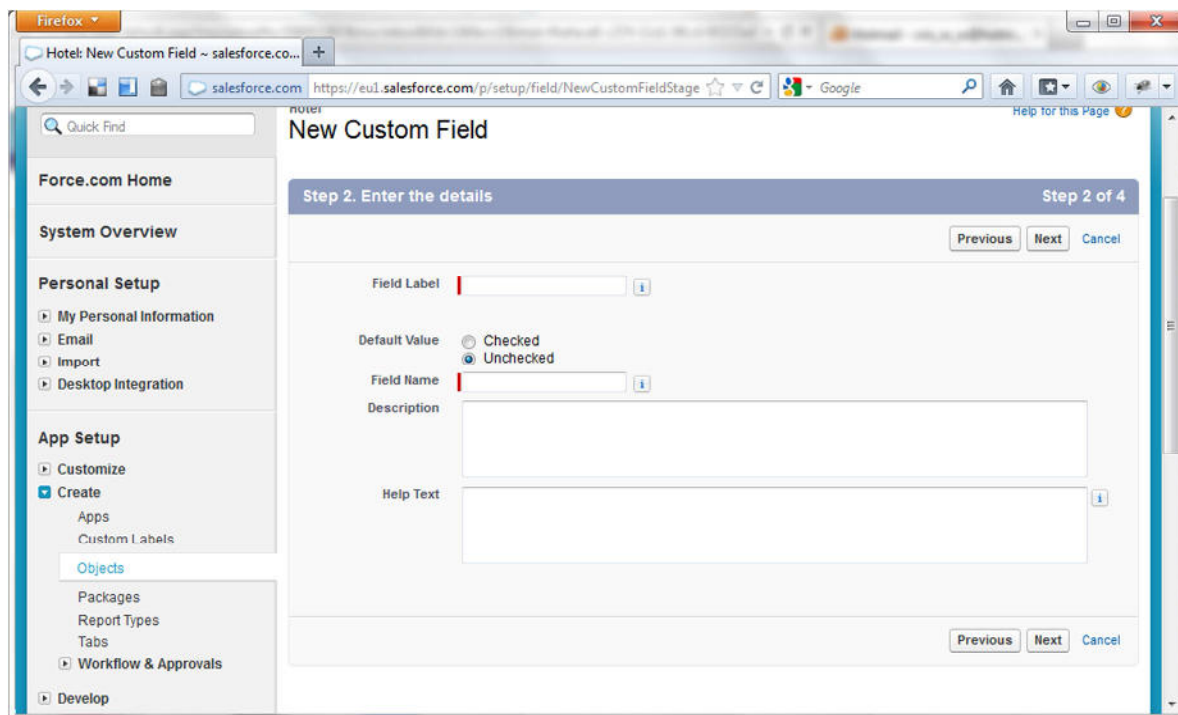 Firefox
Hotel: New Custom Field ~ salesforce.co...
salesforce.com https://eu1.salesforce.com/p/setup/field/NewCustomFieldStage Google
Quick Find
Hotel
New Custom Field
Help for this Page
Force.com Home
System Overview
Personal Setup
My Personal Information
Email
Import
Desktop Integration
App Setup
Customize
Create
Apps
Custom Labels
Objects
Packages
Report Types
Tabs
Workflow & Approvals
Develop
Step 2. Enter the details Step 2 of 4
Previous Next Cancel
Field Label
Default Value Checked
Unchecked
Field Name
Description
Help Text
Previous Next Cancel